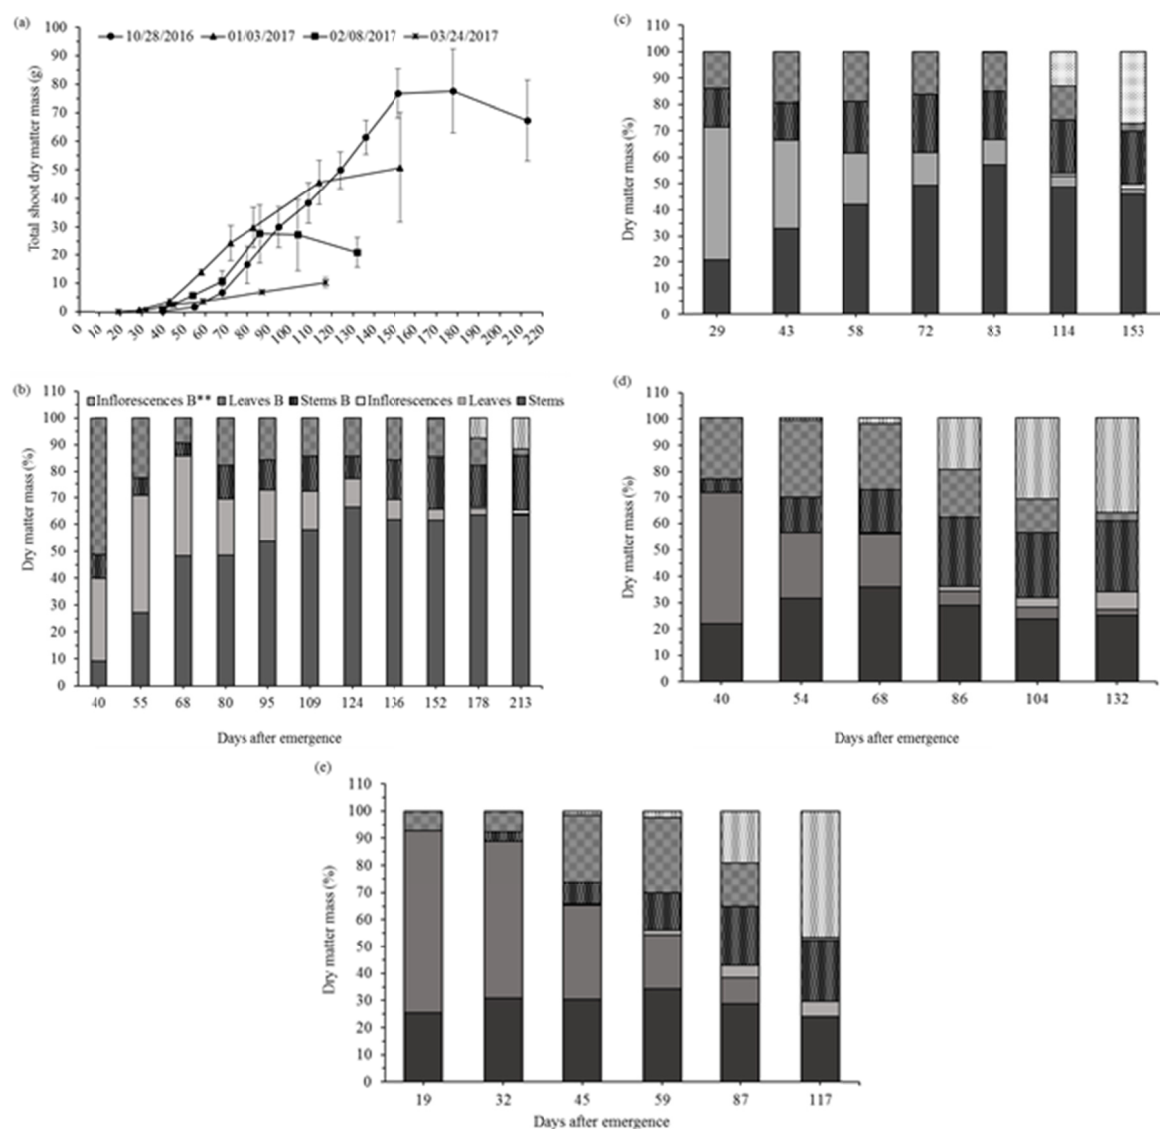 (a)
100
90
80
70
60
50
40
30
20
10
0
Total shoot dry matter mass (g)
10/28/2016 01/03/2017 02/08/2017 03/24/2017
0 10 20 30 40 50 60 70 80 90 100 110 120 130 140 150 160 170 180 190 200 210 220
(c)
110
100
90
80
70
60
50
40
30
20
10
0
Dry matter mass (%)
29 43 58 72 83 114 153
(b)
110
100
90
80
70
60
50
40
30
20
10
0
Dry matter mass (%)
Inflorescences B** Leaves B Stems B Inflorescences Leaves Stems
40 55 68 80 95 109 124 136 152 178 213
Days after emergence
(d)
110
100
90
80
70
60
50
40
30
20
10
0
Dry matter mass (%)
40 54 68 86 104 132
Days after emergence
(e)
110
100
90
80
70
60
50
40
30
20
10
0
Dry matter mass (%)
19 32 45 59 87 117
Days after emergence